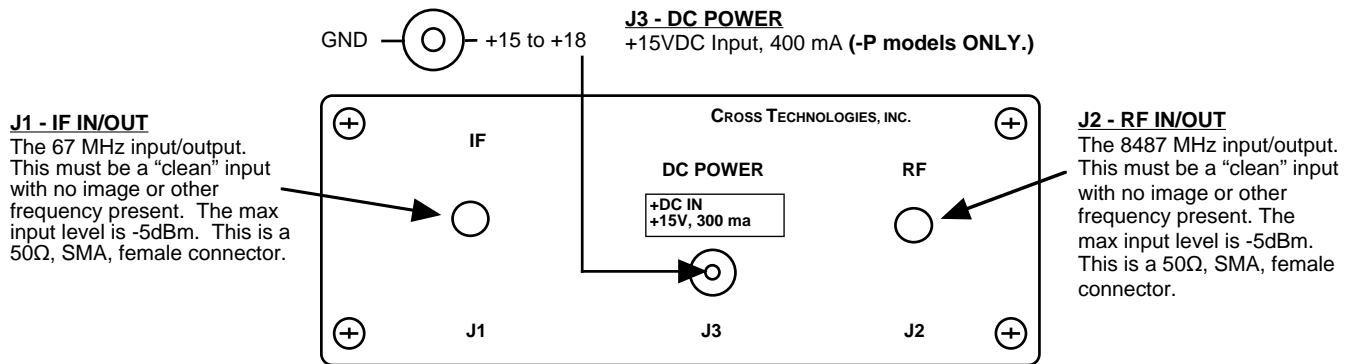 J3 - DC POWER
+15VDC Input, 400 mA (-P models ONLY.)
GND
+15 to +18
J1 - IF IN/OUT
The 67 MHz input/output.
This must be a “clean” input
with no image or other
frequency present. The max
input level is -5dBm. This is a
50Ω, SMA, female connector.
CROSS TECHNOLOGIES, INC.
IF
DC POWER
RF
+DC IN
+15V, 300 ma
J1
J3
J2
J2 - RF IN/OUT
The 8487 MHz input/output.
This must be a “clean” input
with no image or other
frequency present. The
max input level is -5dBm.
This is a 50Ω, SMA, female
connector.